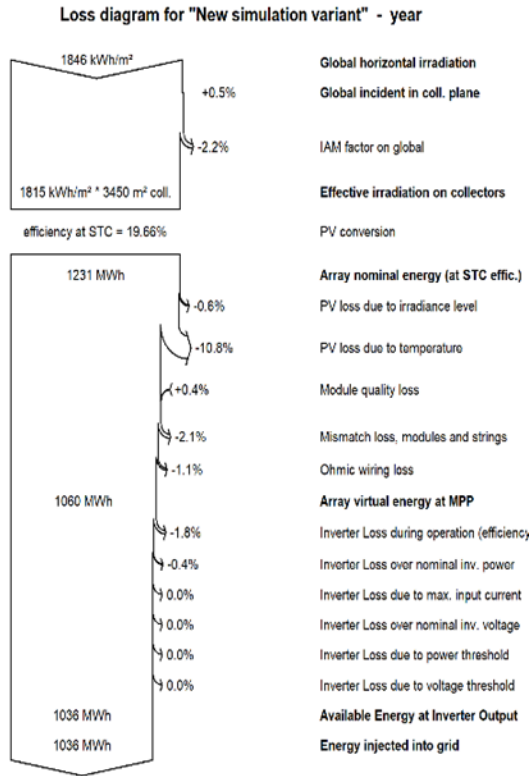 Loss diagram for "New simulation variant" - year
1846 kWh/m² Global horizontal irradiation
+0.5% Global incident in coll. plane
-2.2% IAM factor on global
1815 kWh/m² * 3450 m² coll. Effective irradiation on collectors
efficiency at STC = 19.66% PV conversion
1231 MWh Array nominal energy (at STC effic.)
-0.6% PV loss due to irradiance level
-10.8% PV loss due to temperature
+0.4% Module quality loss
-2.1% Mismatch loss, modules and strings
-1.1% Ohmic wiring loss
1060 MWh Array virtual energy at MPP
-1.8% Inverter Loss during operation (efficiency
-0.4% Inverter Loss over nominal inv. power
0.0% Inverter Loss due to max. input current
0.0% Inverter Loss over nominal inv. voltage
0.0% Inverter Loss due to power threshold
0.0% Inverter Loss due to voltage threshold
1036 MWh Available Energy at Inverter Output
1036 MWh Energy injected into grid